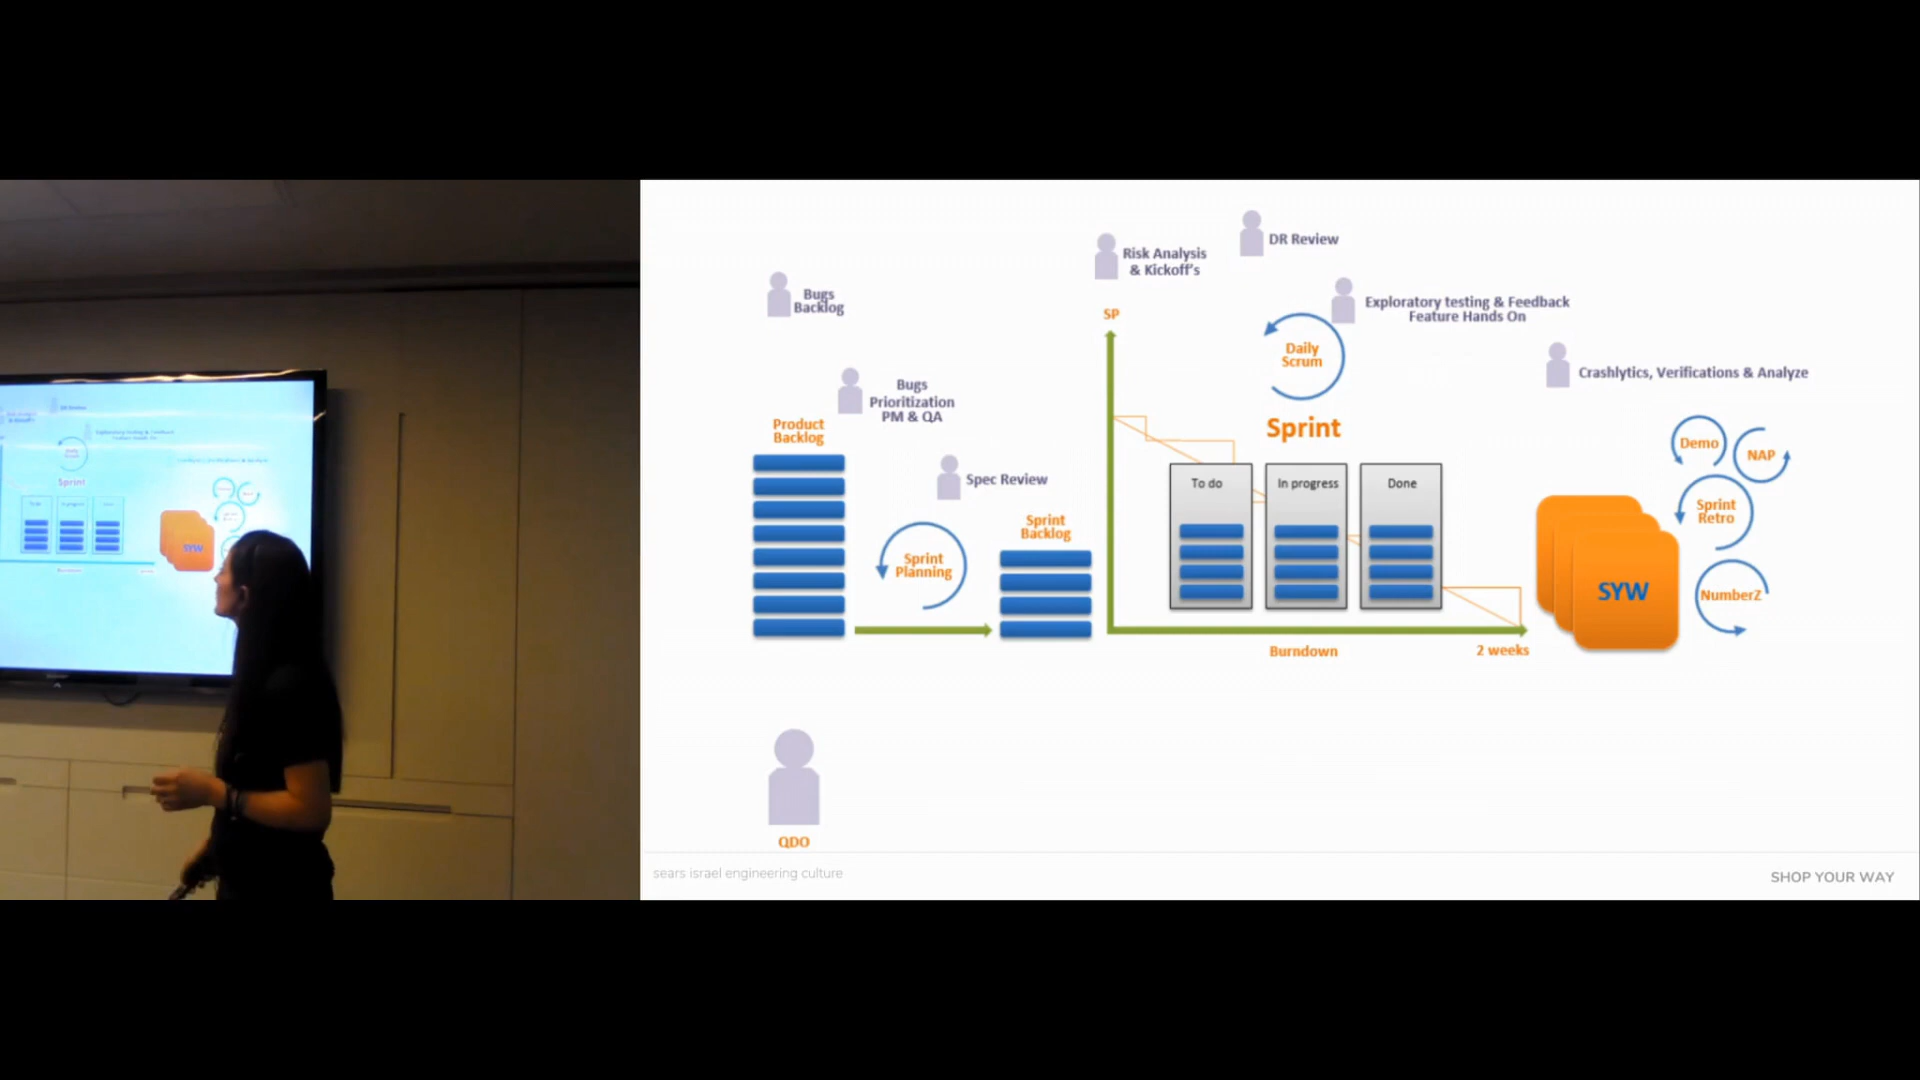 DR Review
Risk Analysis
& Kickoff's
Bugs
Backlog
Exploratory testing & Feedback
Feature Hands On
SP
Daily
Scrum
Crashlytics, Verifications & Analyze
Bugs
Prioritization
PM & QA
Product
Backlog
Sprint
Demo
NAP
Spec Review
To do
In progress
Done
Sprint
Retro
Sprint
Backlog
Sprint
Planning
SYW
NumberZ
Burndown
2 weeks
QDO
sears israel engineering culture
SHOP YOUR WAY
Sprint
SYW